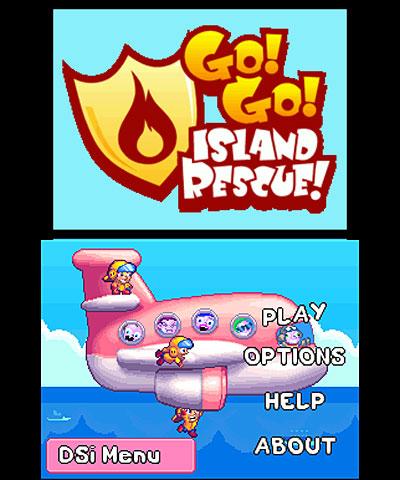 Go!
Go!
ISLAND
RESCUE!
PLAY
OPTIONS
HELP
ABOUT
DSi Menu